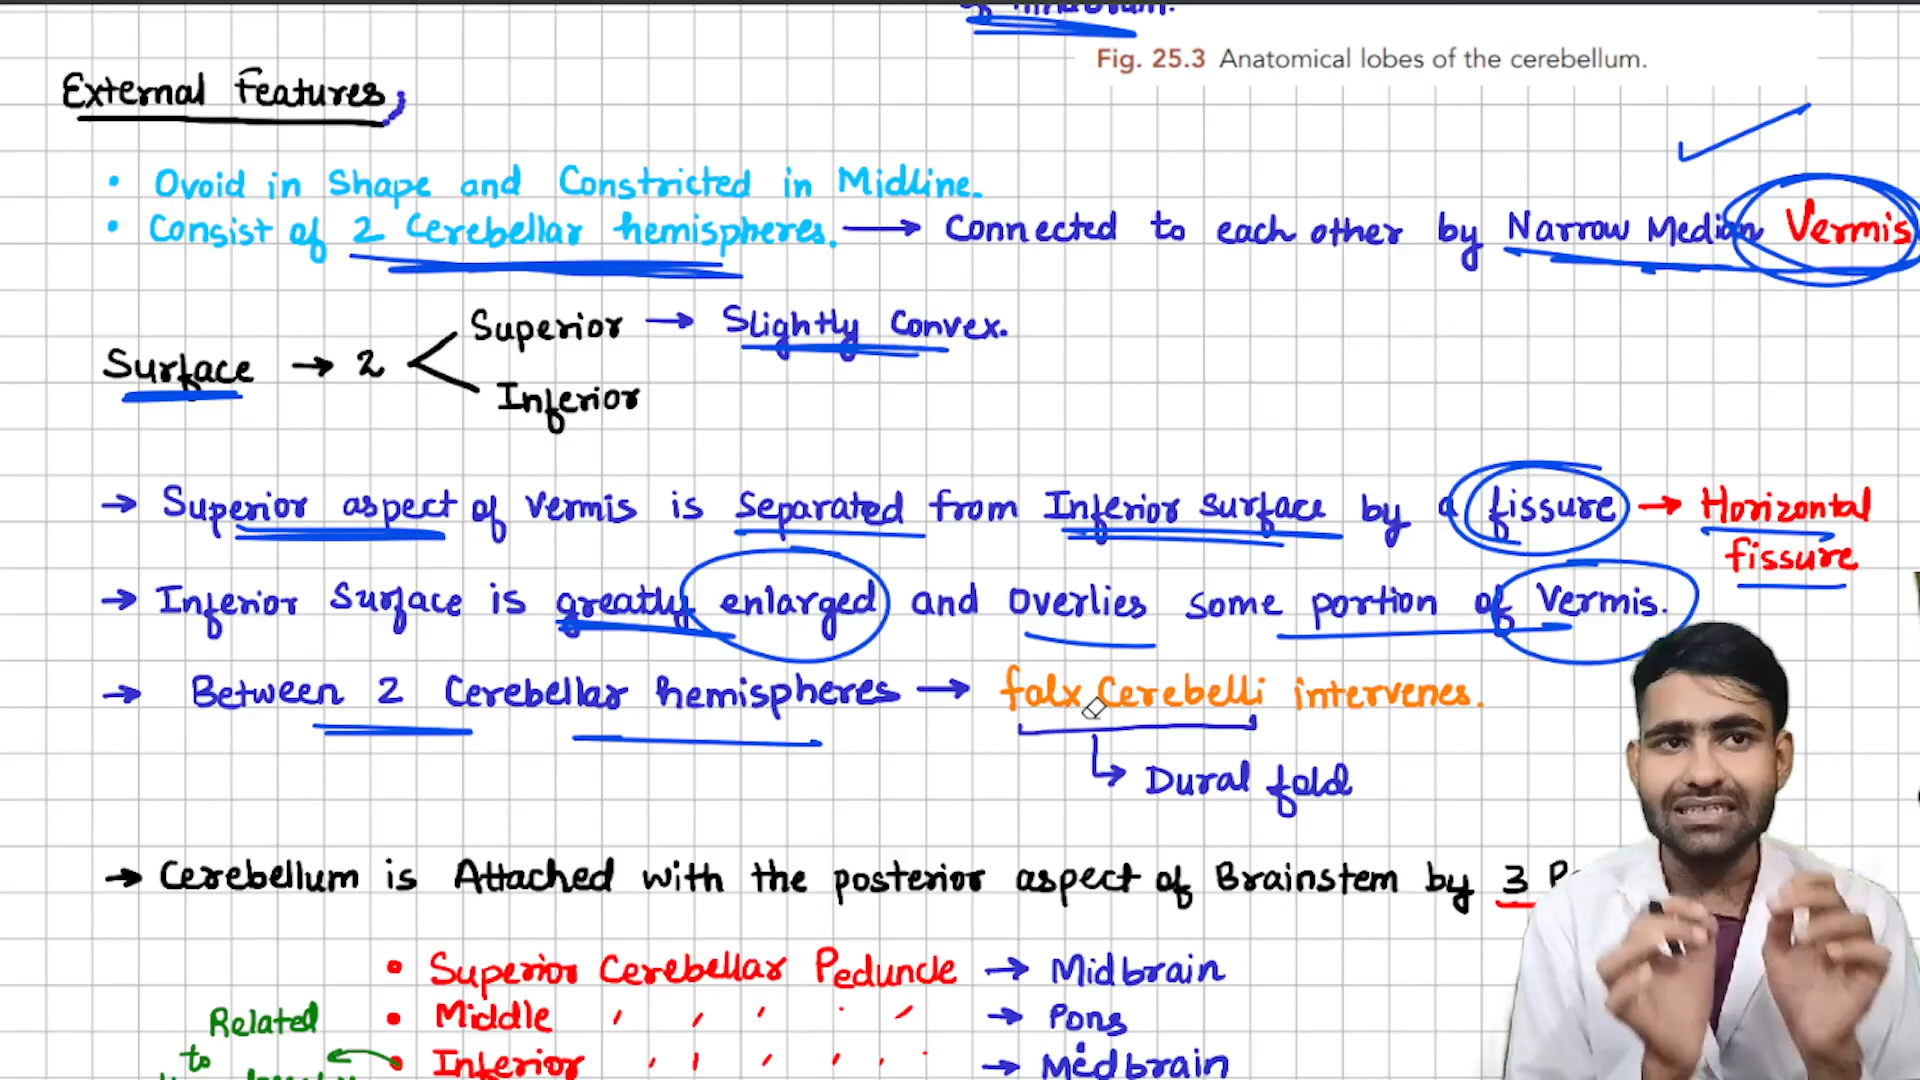 Fig. 25.3 Anatomical lobes of the cerebellum.
External Features
• Ovoid in Shape and Constricted in Midline.
• Consist of 2 Cerebellar hemispheres. → Connected to each other by Narrow Median Vermis
Surface → 2
Superior → Slightly Convex.
Inferior
→ Superior aspect of Vermis is Separated from Inferior surface by a fissure → Horizontal
fissure
→ Inferior Surface is greatly enlarged and Overlies some portion of Vermis.
→ Between 2 Cerebellar hemispheres → falx Cerebelli intervenes.
Dural fold
→ Cerebellum is Attached with the posterior aspect of Brainstem by 3
• Superior Cerebellar Peduncle → Midbrain
• Middle → Pons
• Inferior → Medbrain
Related
to